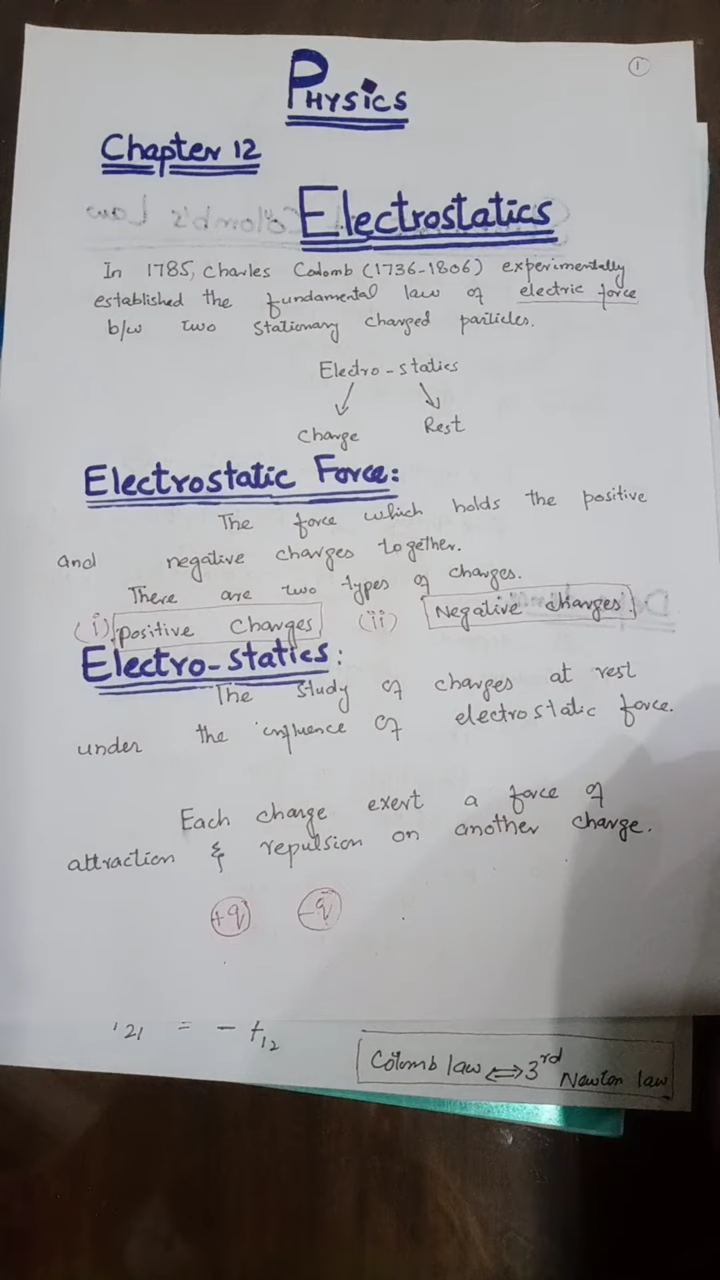 1
Physics
Chapter 12
Electrostatics
In 1785, Charles Colomb (1736-1806) experimentally
established the fundamental law of electric force
b/w two stationary charged particles.
Electro-statics
Charge Rest
Electrostatic Force:
The force which holds the positive
and negative charges together.
There are two types of charges.
(i) Positive Charges (ii) Negative charges.
Electro-statics:
The study of charges at rest
under the influence of electrostatic force.
Each charge exert a force of
attraction & repulsion on another charge.
+q -q
21 = - F12
Colomb law ⟺ 3rd Newton law